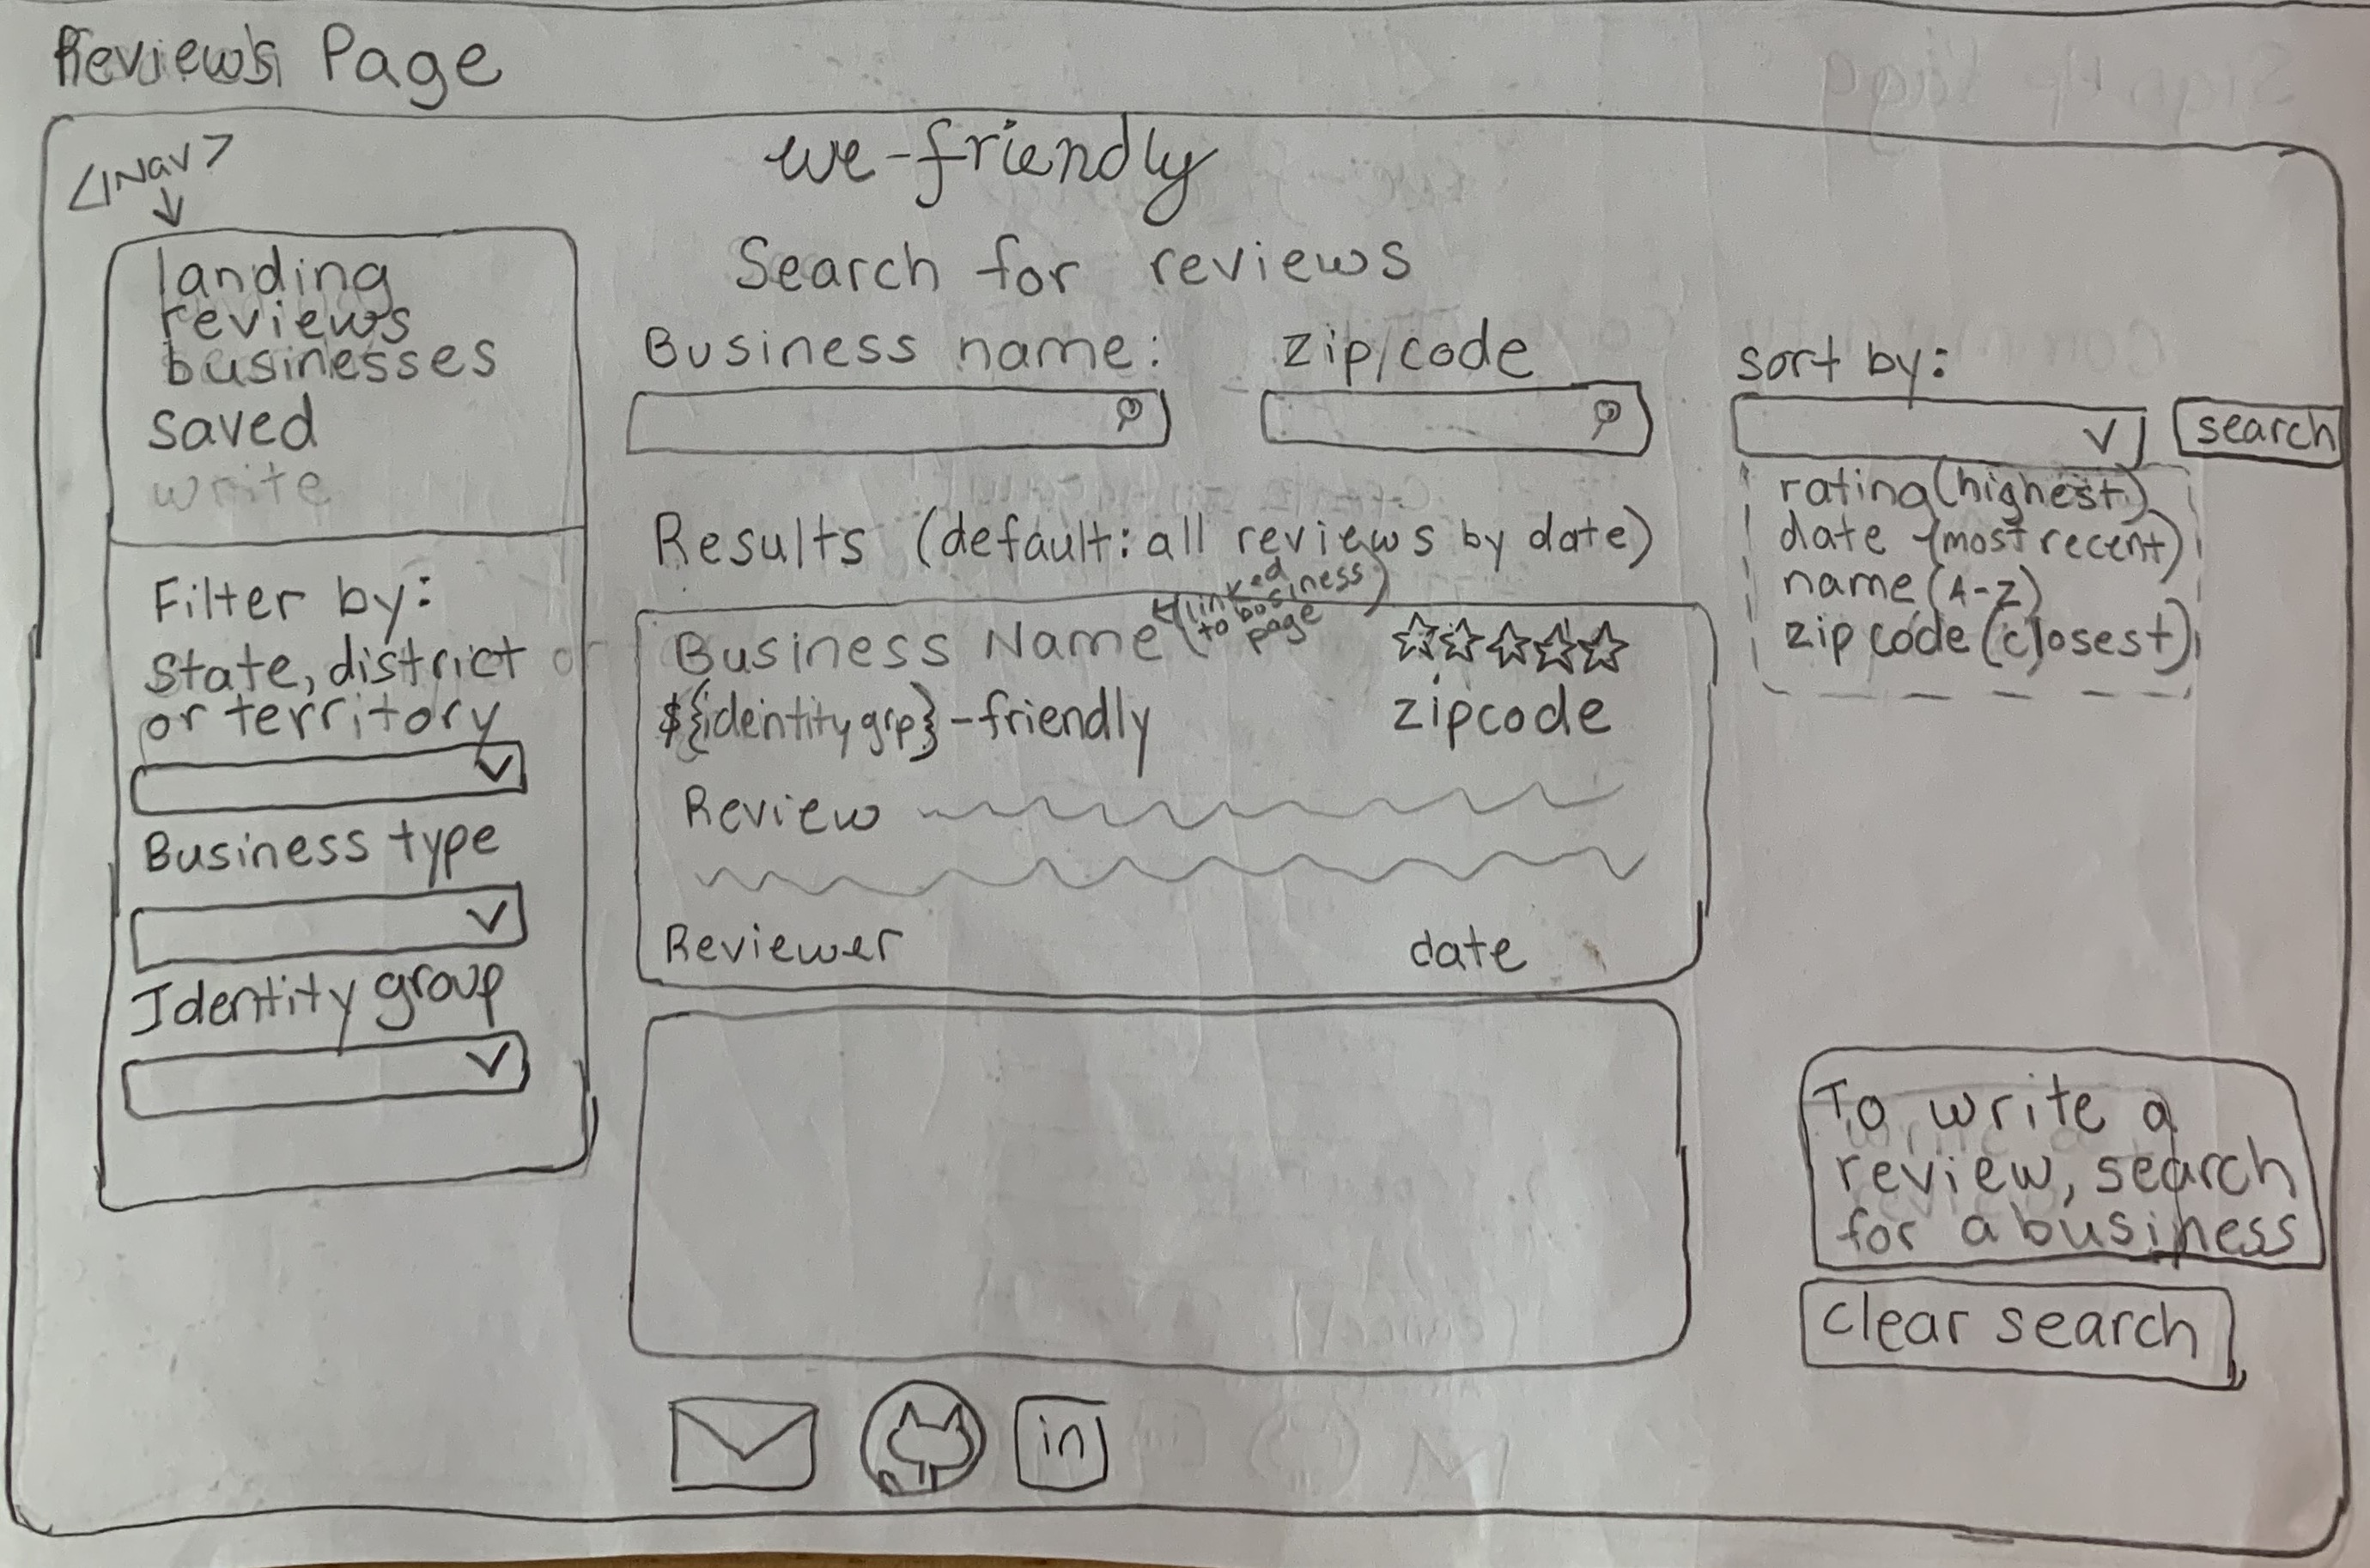 Reviews Page
<Nav>
we-friendly
landing
reviews
businesses
saved
write
Filter by:
State, district or
or territory
Business type
Identity group
Search for reviews
Business name:
zip/code
sort by:
search
rating (highest)
date (most recent)
name (A-Z)
zip code (closest)
Results (default: all reviews by date)
Business Name
(linked
to business)
page
${identity grp}-friendly
zipcode
Review
Reviewer
date
To write a
review, search
for a business
clear search
in